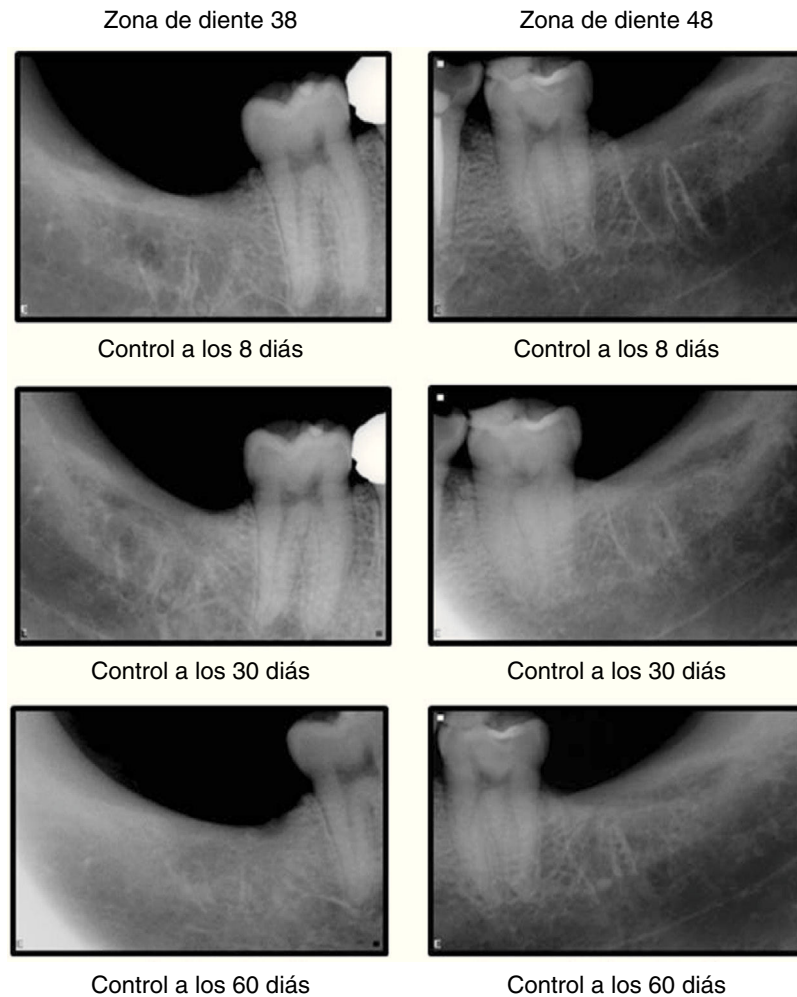 Zona de diente 38
Zona de diente 48
Control a los 8 diás
Control a los 8 diás
Control a los 30 diás
Control a los 30 diás
Control a los 60 diás
Control a los 60 diás